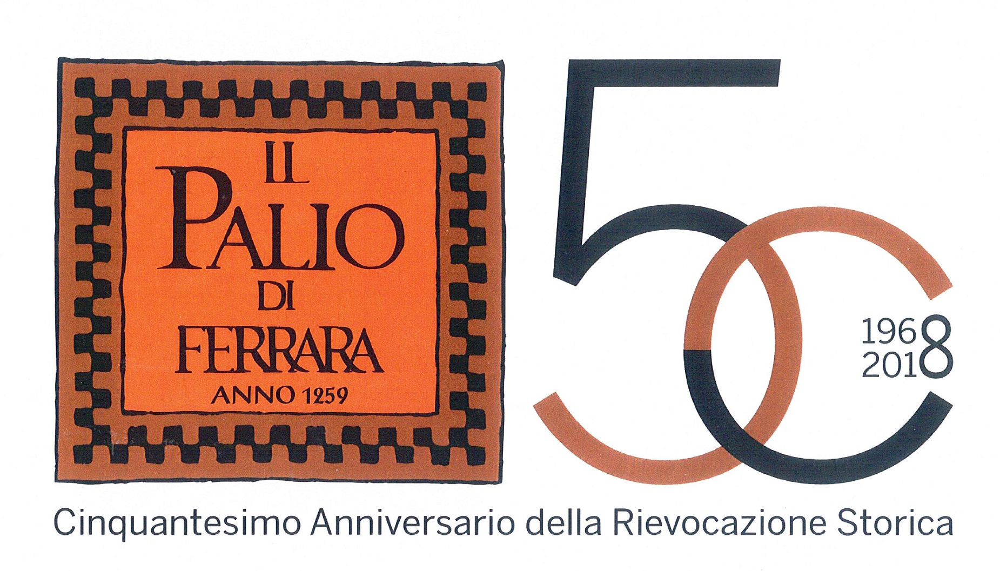 IL
PALIO
DI
FERRARA
ANNO 1259
50
1968
2018
Cinquantesimo Anniversario della Rievocazione Storica